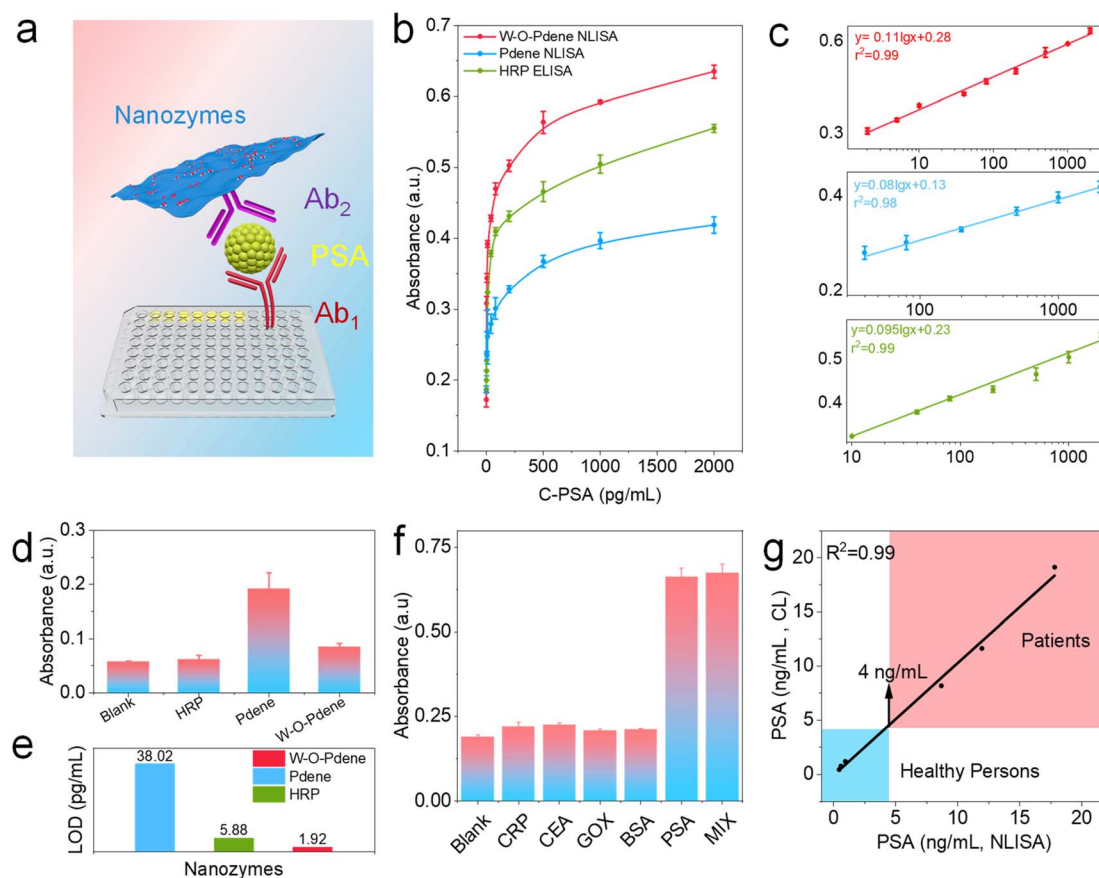 a
Nanozymes
Ab2
PSA
Ab1
b
W-O-Pdene NLISA
Pdene NLISA
HRP ELISA
Absorbance (a.u.)
0.6
0.5
0.4
0.3
0.2
0.1
0
500
1000
1500
2000
C-PSA (pg/mL)
c
y= 0.11lgx+0.28
r²=0.99
0.6
0.3
10
100
1000
y=0.08lgx+0.13
r²=0.98
0.4
0.2
100
1000
y=0.095lgx+0.23
r²=0.99
0.5
0.4
10
100
1000
d
Absorbance (a.u.)
0.3
0.2
0.1
0.0
Blank
HRP
Pdene
W-O-Pdene
e
LOD (pg/mL)
38.02
5.88
1.92
W-O-Pdene
Pdene
HRP
Nanozymes
f
Absorbance (a.u)
0.75
0.50
0.25
0.00
Blank
CRP
CEA
GOX
BSA
PSA
MIX
g
R²=0.99
PSA (ng/mL , CL)
20
15
10
5
0
4 ng/mL
Patients
Healthy Persons
0
5
10
15
20
PSA (ng/mL, NLISA)